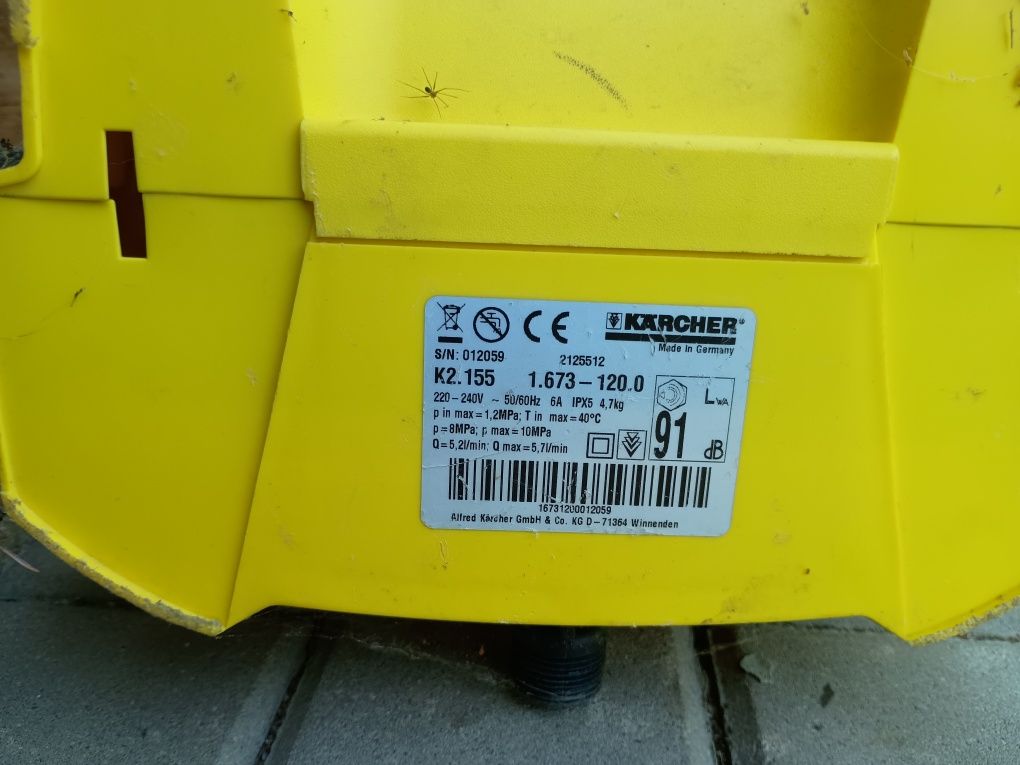 KÄRCHER®
Made in Germany
S/N: 012059 2125512
K2.155 1.673-120.0
220-240V ~ 50/60Hz 6A IPX5 4,7kg
p in max=1,2MPa; T in max=40°C
p=8MPa; p max=10MPa
Q=5,2l/min; Q max=5,7l/min
LWA
91 dB
16731200012059
Alfred Kärcher GmbH & Co. KG D-71364 Winnenden